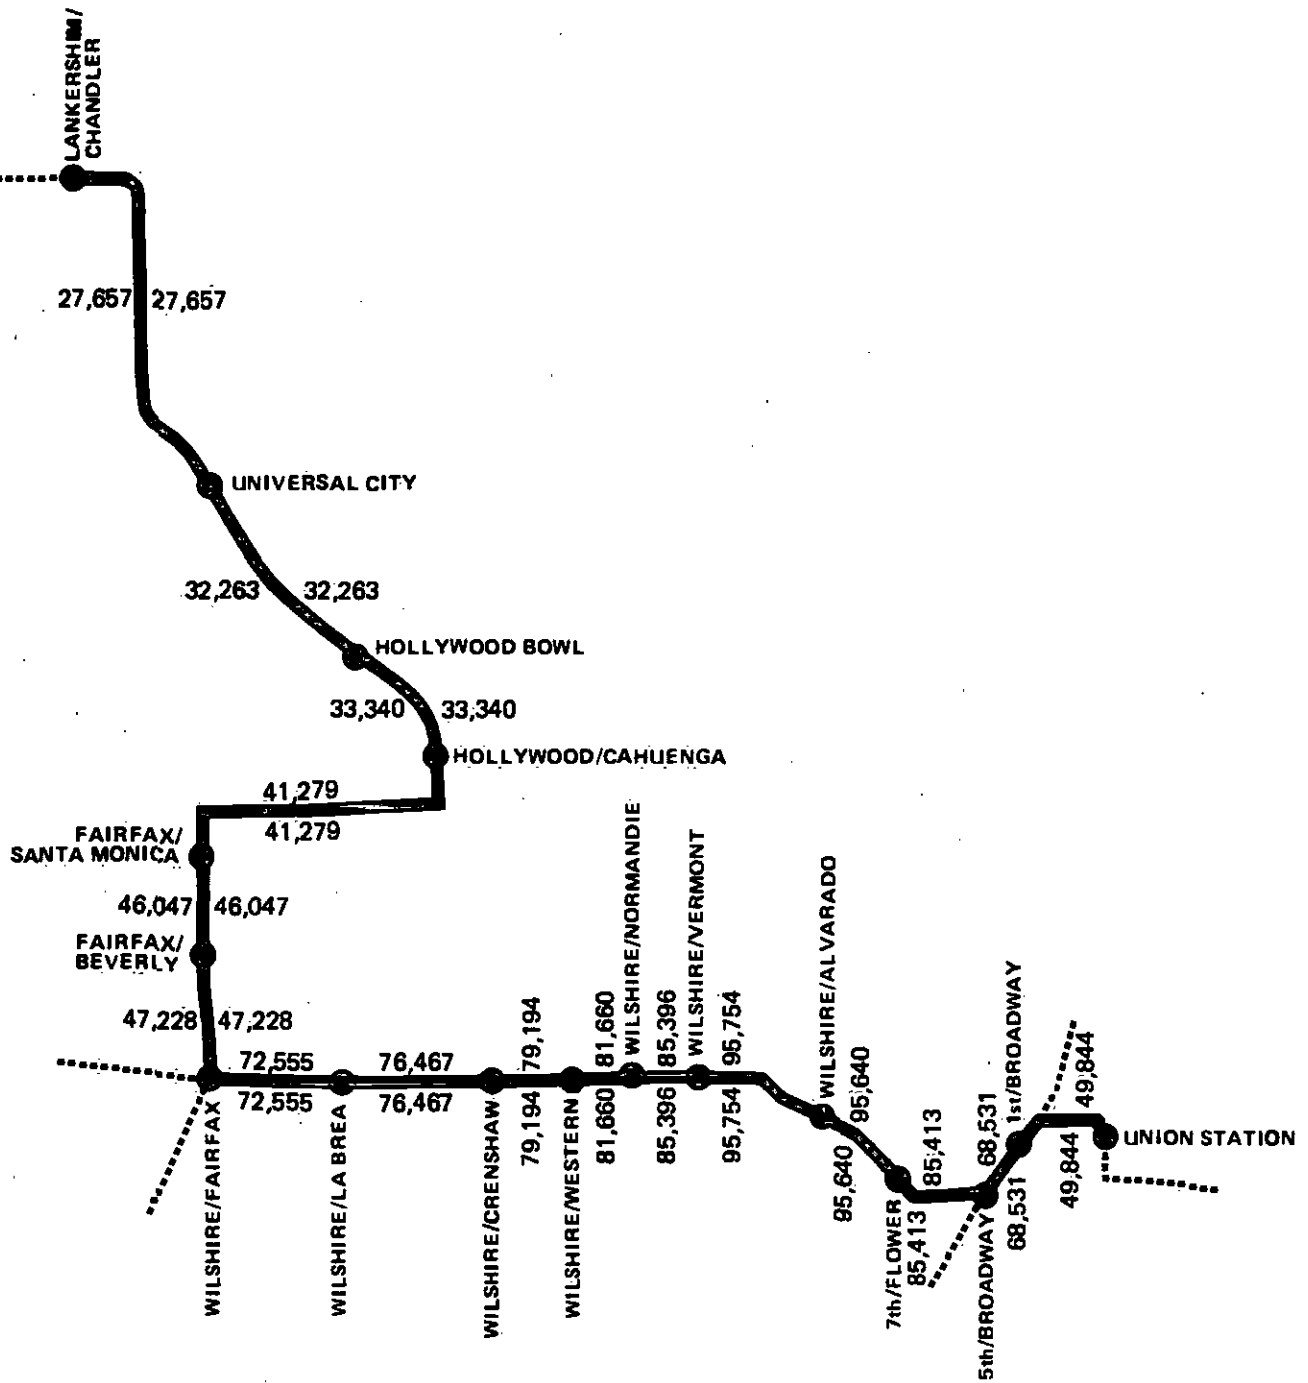 LANKERSHIM/
CHANDLER
27,657
27,657
UNIVERSAL CITY
32,263
32,263
HOLLYWOOD BOWL
33,340
33,340
HOLLYWOOD/CAHUENGA
41,279
41,279
FAIRFAX/
SANTA MONICA
46,047
46,047
FAIRFAX/
BEVERLY
47,228
47,228
WILSHIRE/FAIRFAX
72,555
72,555
WILSHIRE/LA BREA
76,467
76,467
WILSHIRE/CRENSHAW
79,194
79,194
WILSHIRE/WESTERN
81,660
81,660
WILSHIRE/NORMANDIE
85,396
85,396
WILSHIRE/VERMONT
95,754
95,754
WILSHIRE/ALVARADO
95,640
95,640
7th/FLOWER
85,413
85,413
5th/BROADWAY
68,531
68,531
1st/BROADWAY
49,844
49,844
UNION STATION